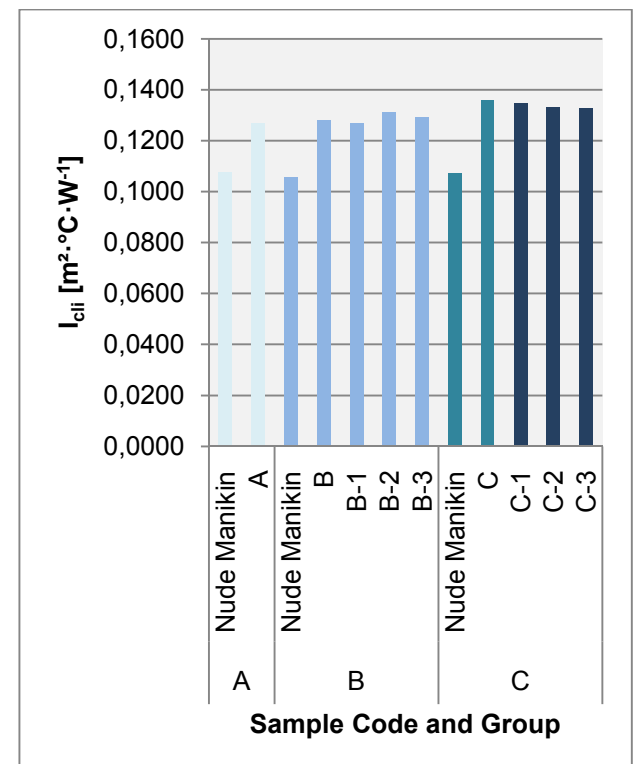 0,1600
0,1400
0,1200
0,1000
0,0800
0,0600
0,0400
0,0200
0,0000
I_cli [m²·°C·W⁻¹]
Nude Manikin
A
Nude Manikin
B
B-1
B-2
B-3
Nude Manikin
C
C-1
C-2
C-3
A
B
C
Sample Code and Group